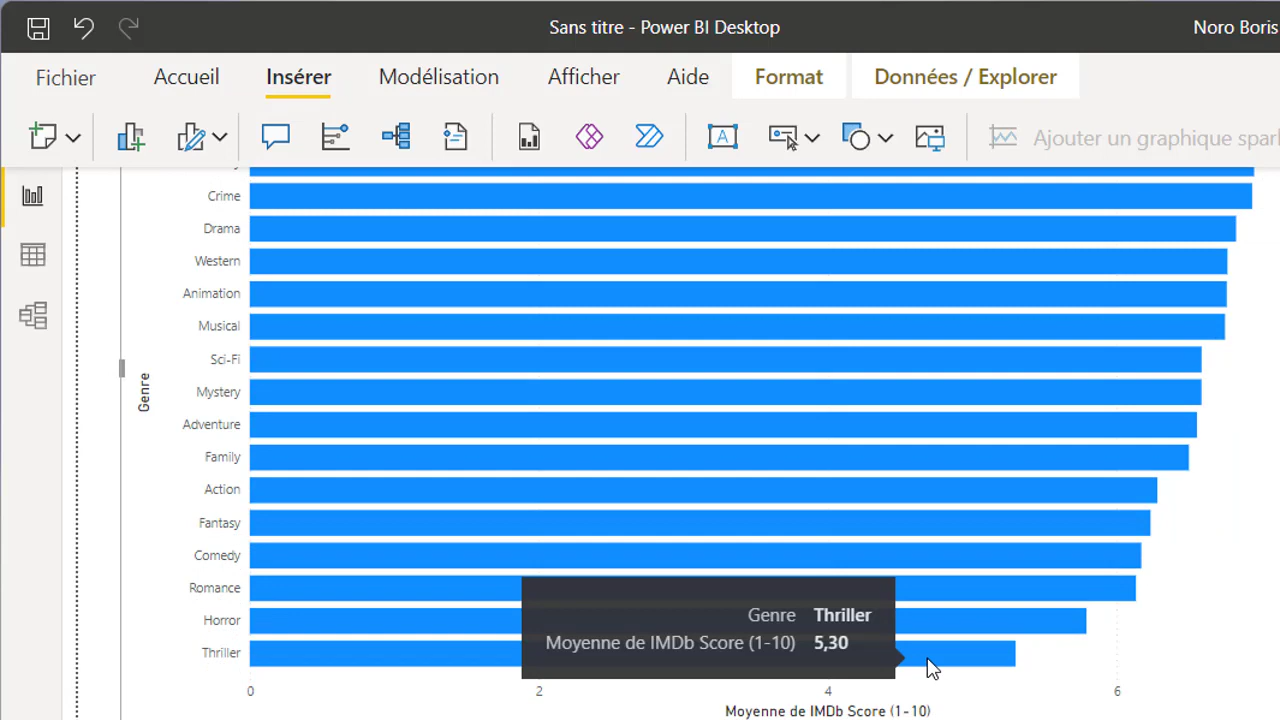 Sans titre - Power BI Desktop
Noro Boris
Fichier
Accueil
Insérer
Modélisation
Afficher
Aide
Format
Données / Explorer
A
Ajouter un graphique spark
Crime
Drama
Western
Animation
Musical
Sci-Fi
Mystery
Adventure
Family
Action
Fantasy
Comedy
Romance
Horror
Thriller
Genre
Genre Thriller
Moyenne de IMDb Score (1-10) 5,30
0 2 4 6
Moyenne de IMDb Score (1-10)